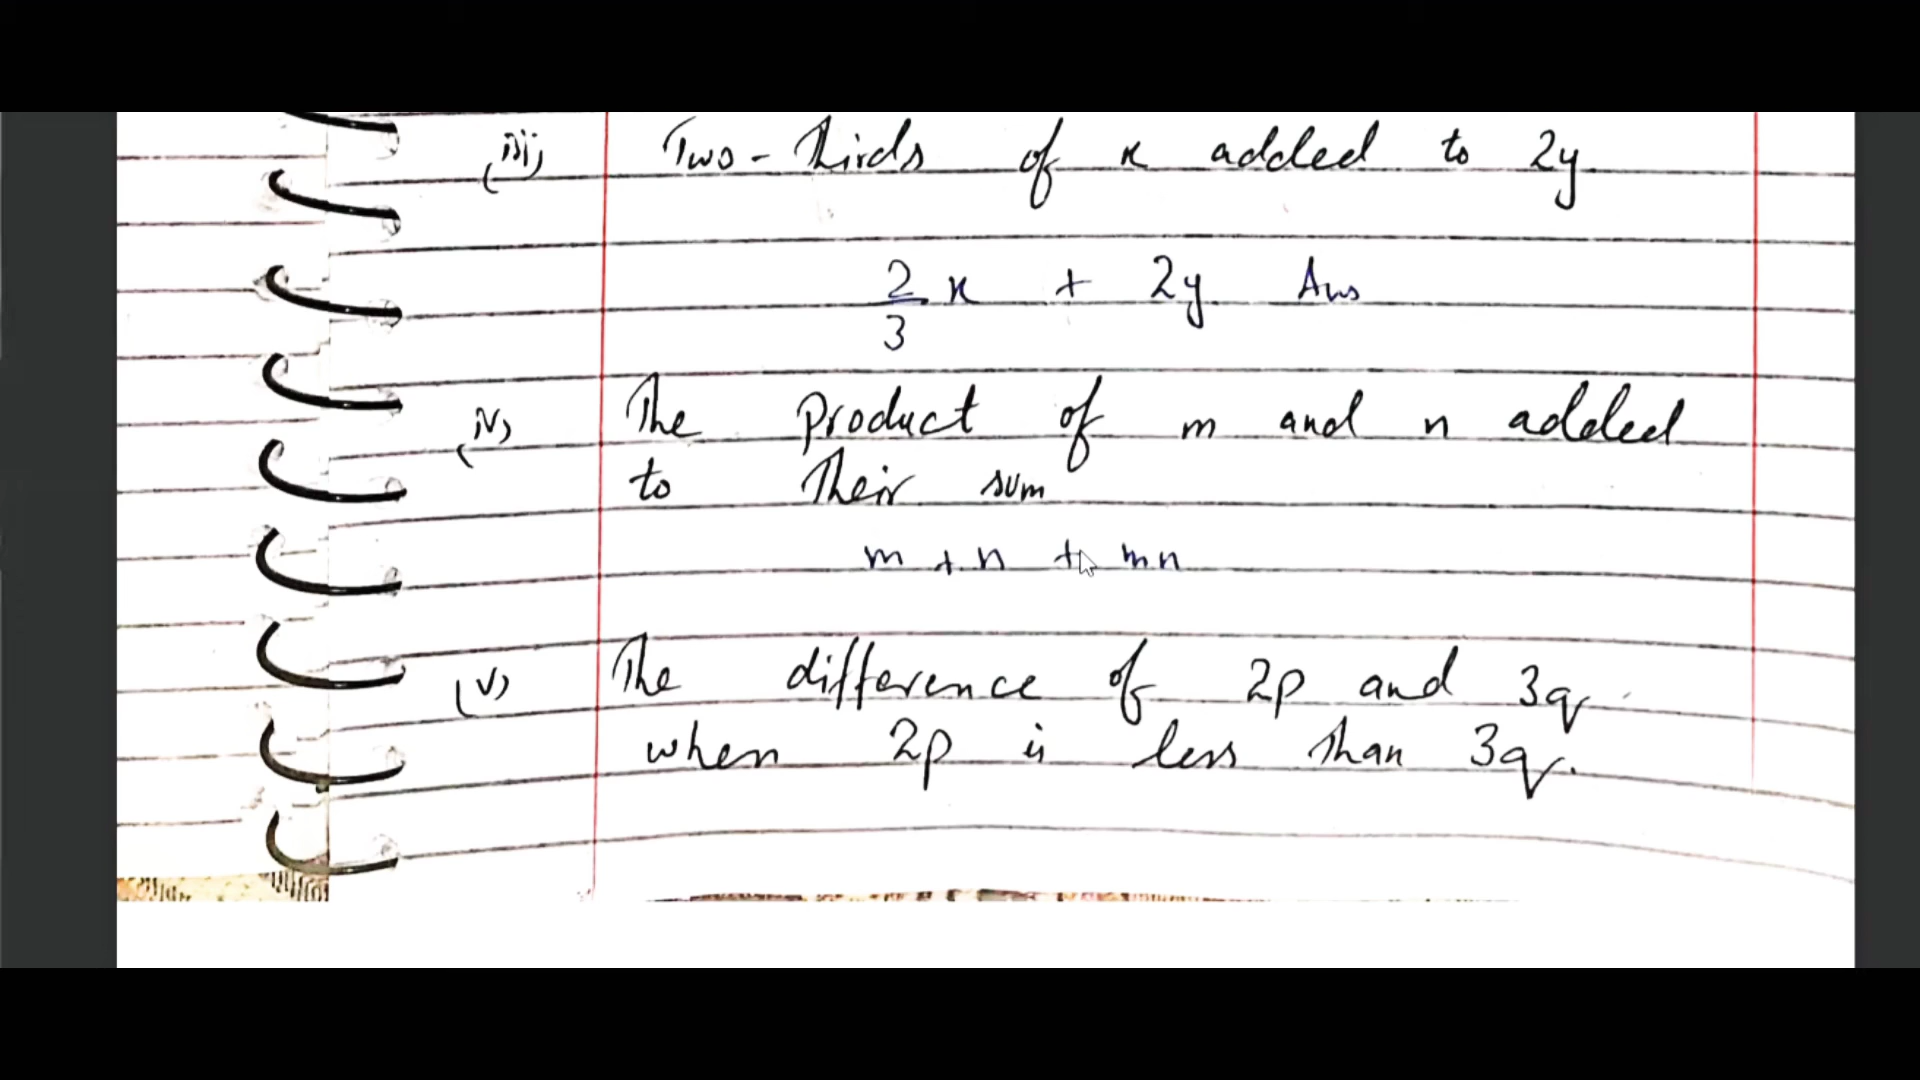 (iii) Two-Thirds of x added to 2y
2/3 x + 2y Ans
(iv) The product of m and n added
to Their sum
m + n + mn
(v) The difference of 2p and 3q
when 2p is less Than 3q.